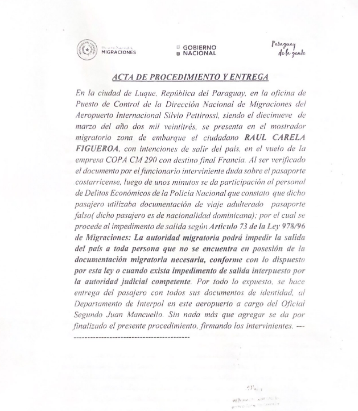 MIGRACIONES
GOBIERNO
NACIONAL
Paraguay
de la gente
ACTA DE PROCEDIMIENTO Y ENTREGA
En la ciudad de Luque, República del Paraguay, en la oficina de
Puesto de Control de la Dirección Nacional de Migraciones del
Aeropuerto Internacional Silvio Pettirossi, siendo el diecinueve de
marzo del año dos mil veintitrés, se presenta en el mostrador
migratorio zona de embarque el ciudadano RAUL CARELA
FIGUEROA, con intenciones de salir del país, en el vuelo de la
empresa COPA CM 290 con destino final Francia. Al ser verificado
el documento por el funcionario interviniente dada sobre el pasaporte
costarricense, luego de unos minutos se da participación al personal
de Delitos Económicos de la Policía Nacional que constato que dicho
pasajero utilizaba documentación de viaje adulterado pasaporte
falso( dicho pasajero es de nacionalidad dominicana); por el cual se
procede al impedimento de salida según Artículo 73 de la Ley 978/96
de Migraciones: La autoridad migratoria podrá impedir la salida
del país a toda persona que no se encuentra en posesión de la
documentación migratoria necesaria, conforme con lo dispuesto
por esta ley o cuando exista impedimento de salida interpuesto por
la autoridad judicial competente. Por todo lo expuesto, se hace
entrega del pasajero con todos sus documentos de identidad, al
Departamento de Interpol en este aeropuerto a cargo del Oficial
Segundo Juan Mancuello. Sin nada más que agregar se da por
finalizado el presente procedimiento, firmando los intervinientes. ---
----------------------------------------